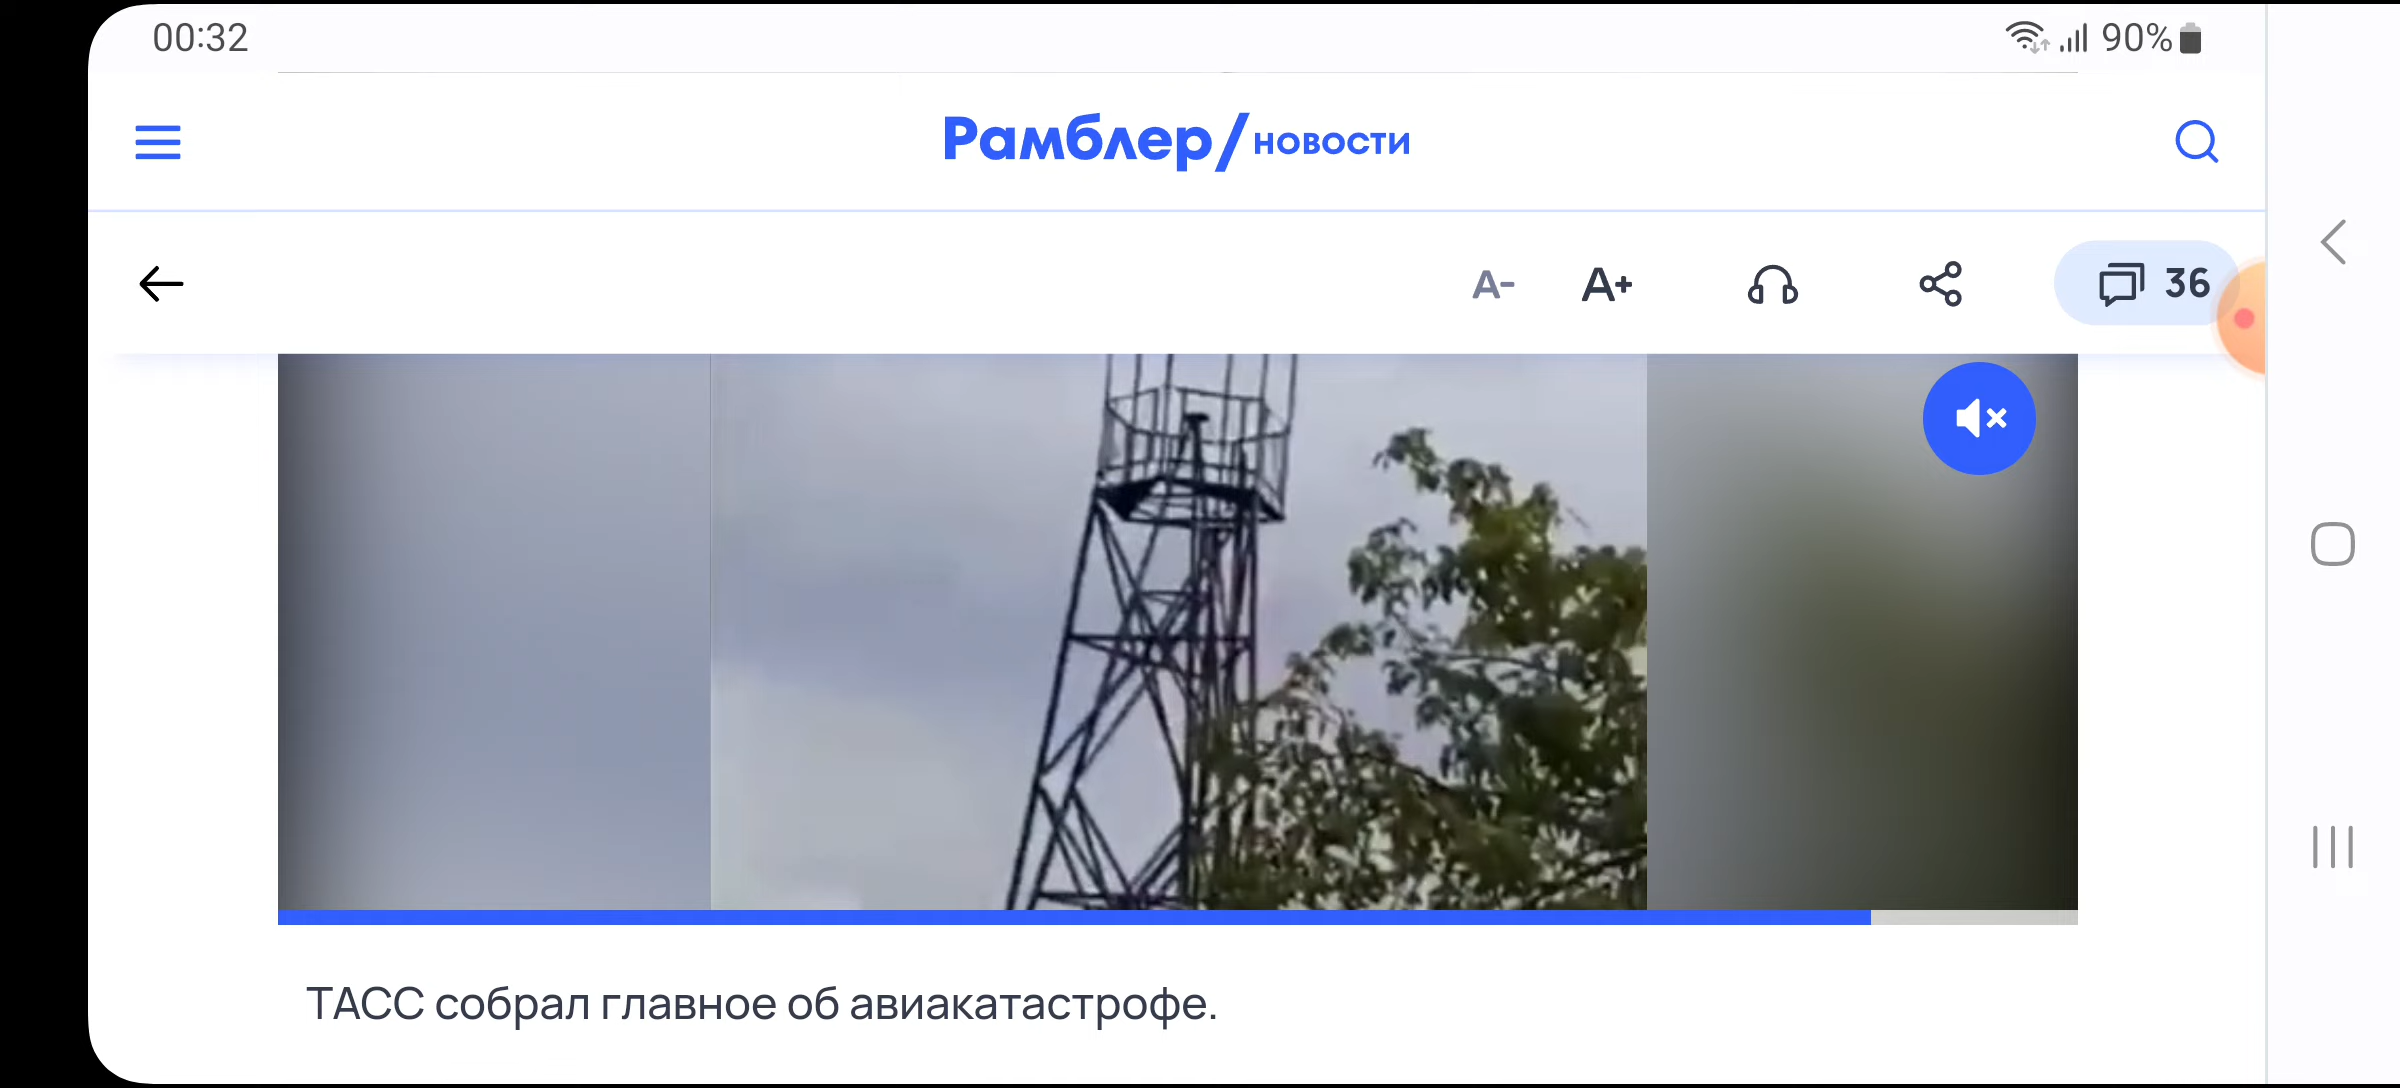 00:32
90%
Рамблер/новости
A- A+ 36
ТАСС собрал главное об авиакатастрофе.